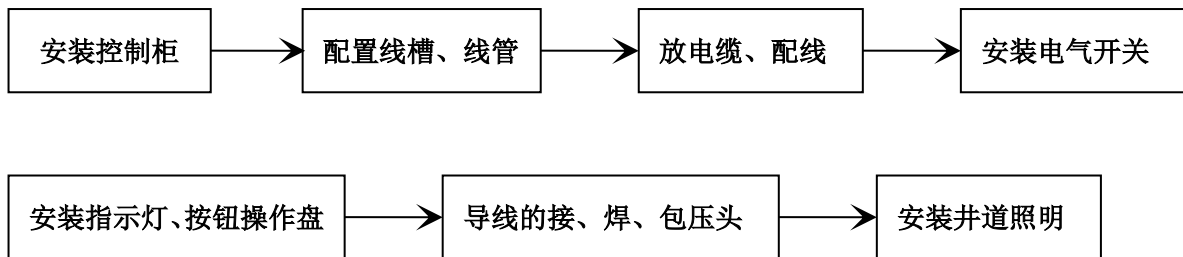 安装控制柜
配置线槽、线管
放电缆、配线
安装电气开关
安装指示灯、按钮操作盘
导线的接、焊、包压头
安装井道照明